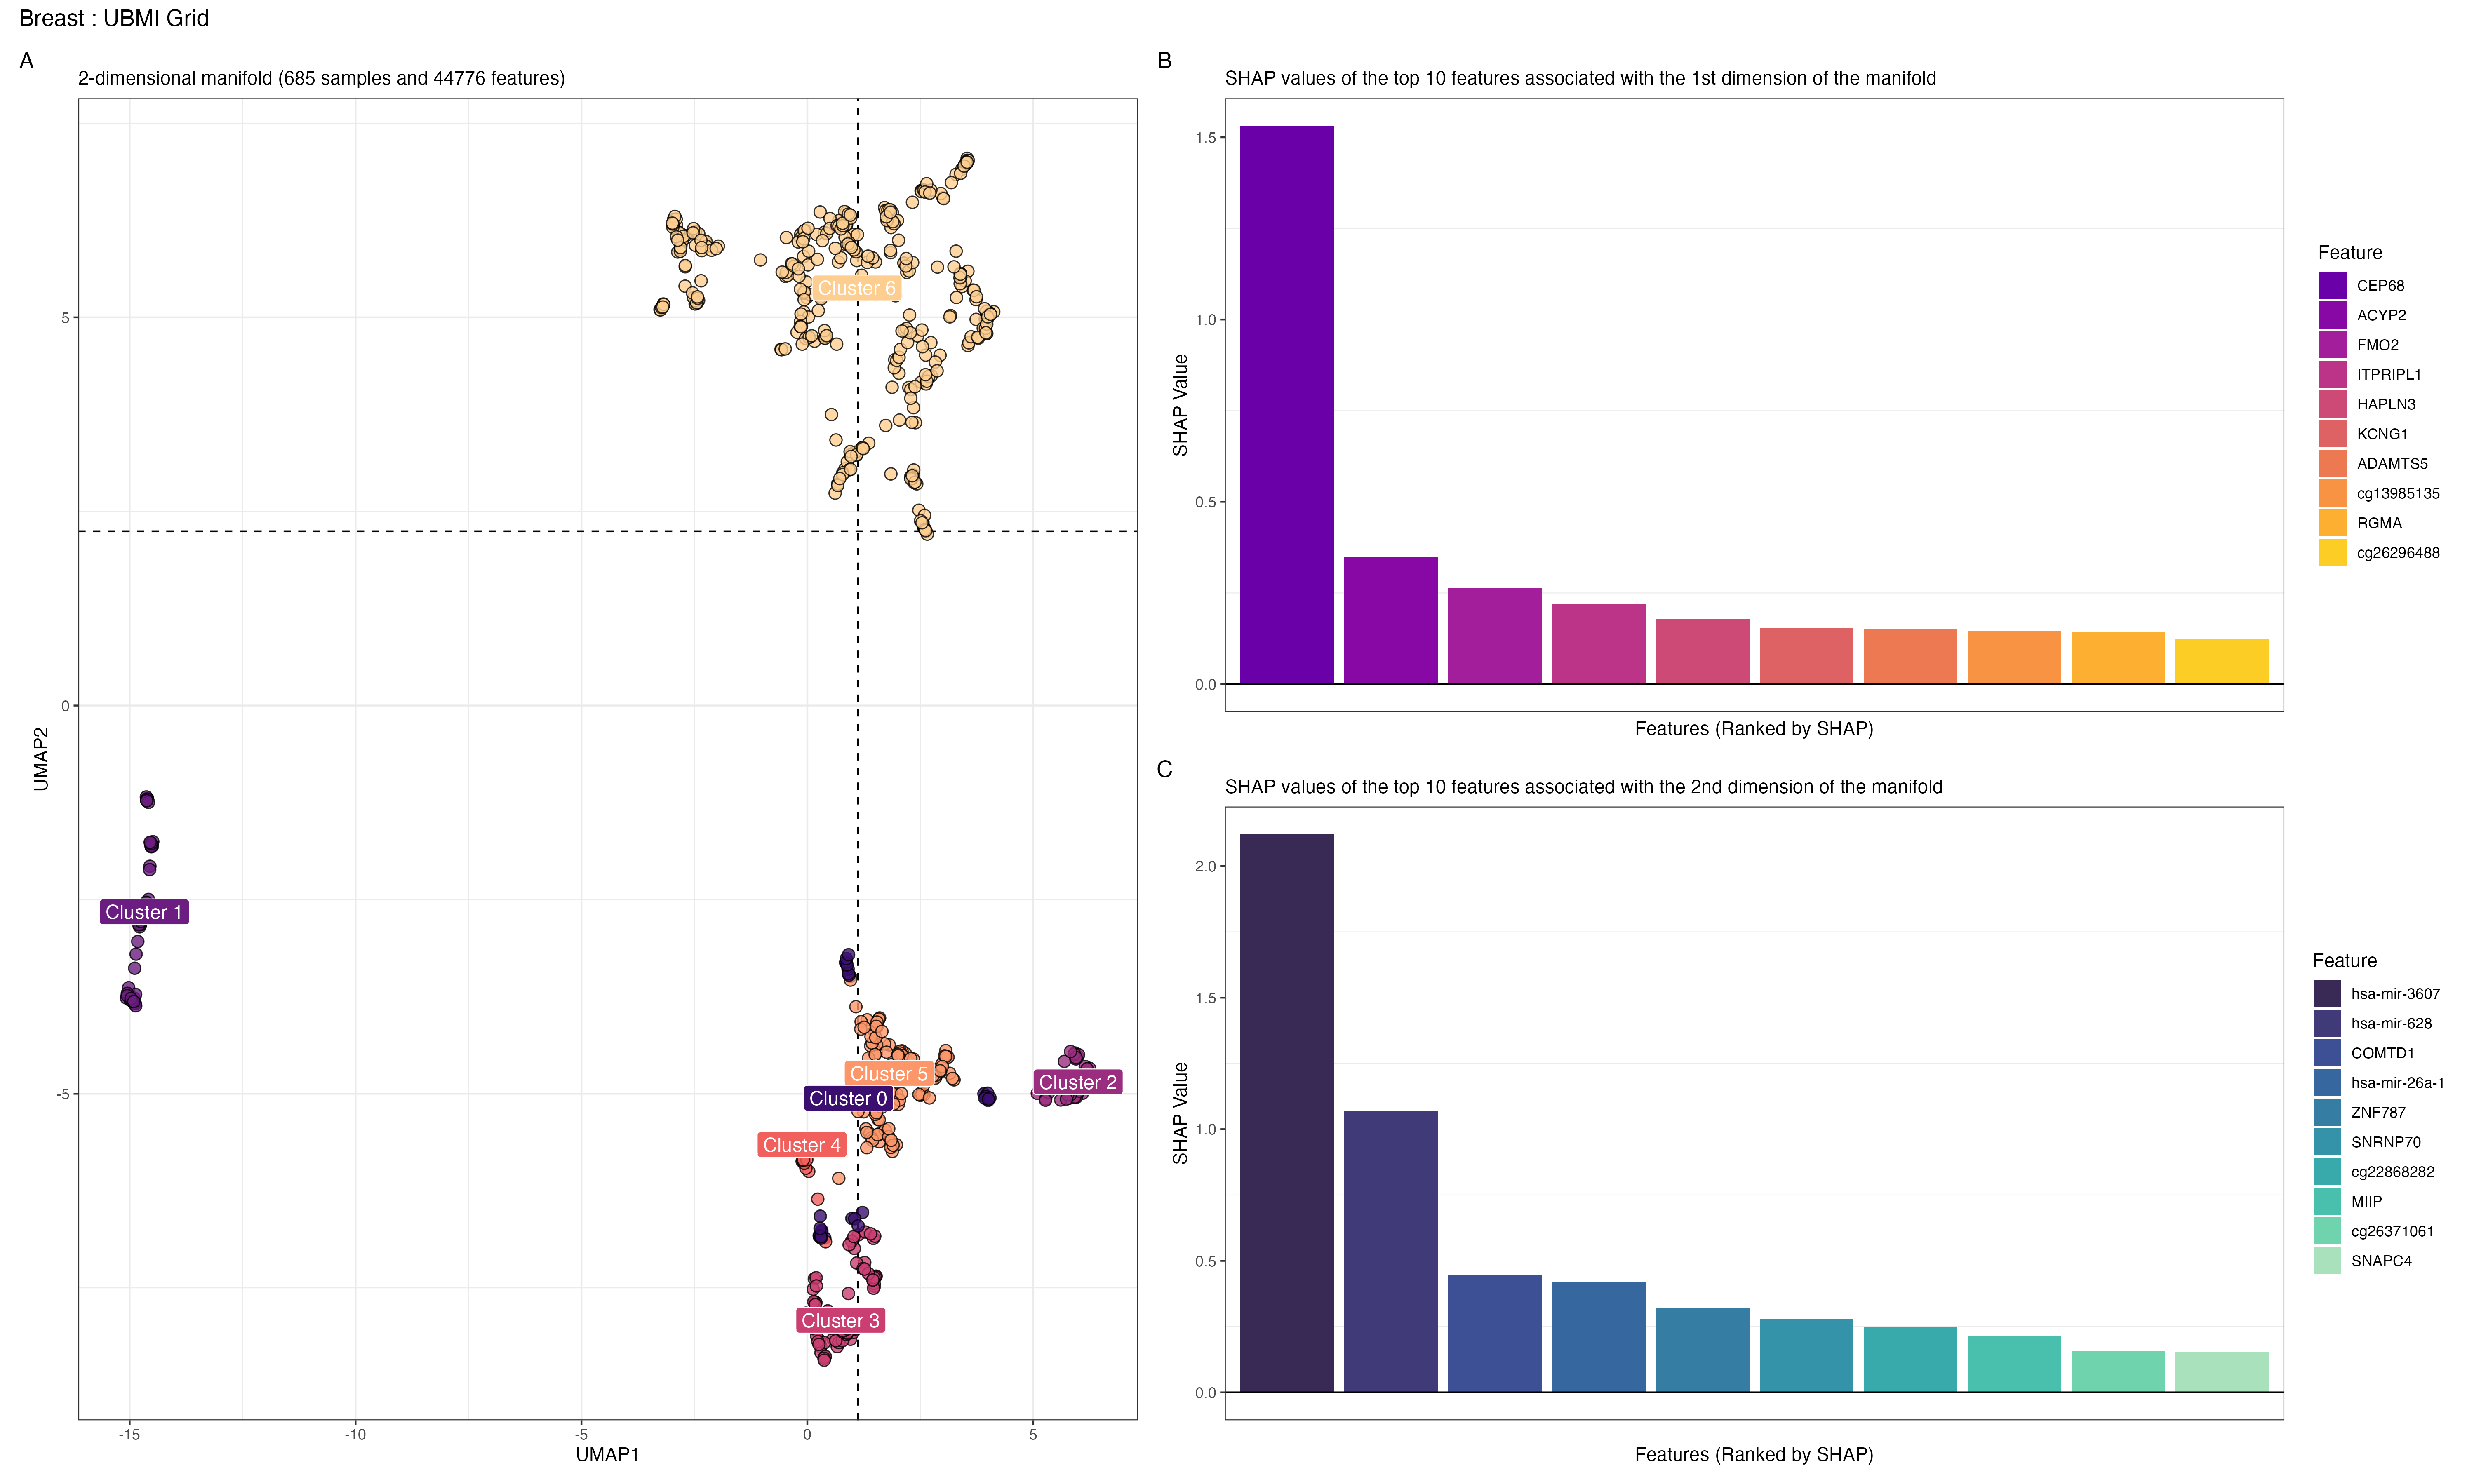 Breast : UBMI Grid
A
2-dimensional manifold (685 samples and 44776 features)
UMAP2
5
0
-5
Cluster 6
Cluster 1
Cluster 5
Cluster 2
Cluster 0
Cluster 4
Cluster 3
-15
-10
-5
0
5
UMAP1
B
SHAP values of the top 10 features associated with the 1st dimension of the manifold
SHAP Value
1.5
1.0
0.5
0.0
Features (Ranked by SHAP)
Feature
CEP68
ACYP2
FMO2
ITPRIPL1
HAPLN3
KCNG1
ADAMTS5
cg13985135
RGMA
cg26296488
C
SHAP values of the top 10 features associated with the 2nd dimension of the manifold
SHAP Value
2.0
1.5
1.0
0.5
0.0
Features (Ranked by SHAP)
Feature
hsa-mir-3607
hsa-mir-628
COMTD1
hsa-mir-26a-1
ZNF787
SNRNP70
cg22868282
MIIP
cg26371061
SNAPC4